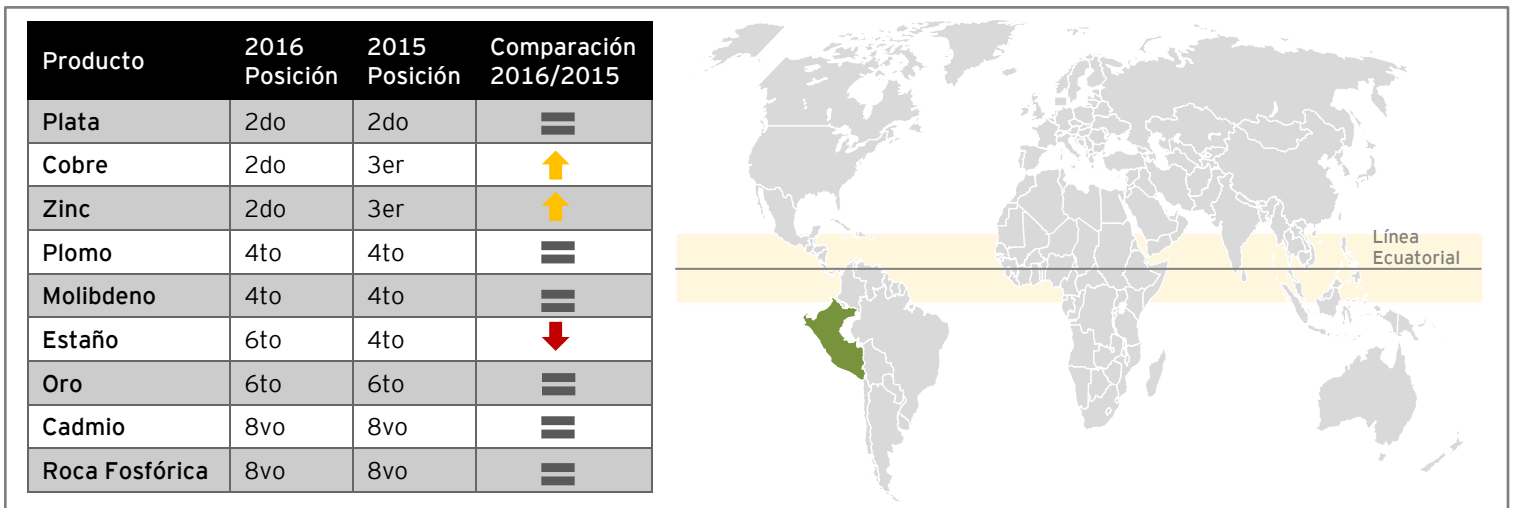 Producto 2016 Posición 2015 Posición Comparación 2016/2015
Plata 2do 2do
Cobre 2do 3er
Zinc 2do 3er
Plomo 4to 4to
Molibdeno 4to 4to
Estaño 6to 4to
Oro 6to 6to
Cadmio 8vo 8vo
Roca Fosfórica 8vo 8vo
Línea
Ecuatorial